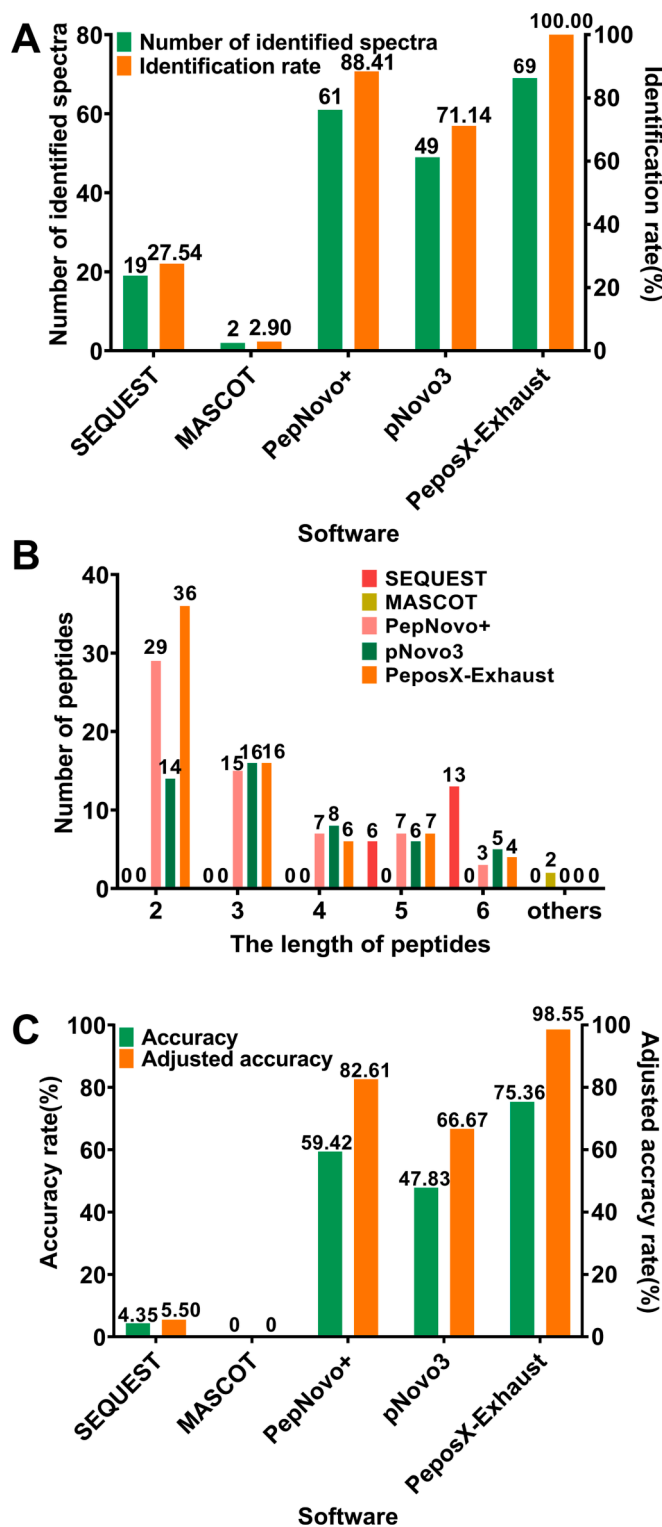 A
Number of identified spectra
Identification rate
Number of identified spectra
Identification rate(%)
80
60
40
20
0
100
80
60
40
20
0
19
27.54
2
2.90
61
88.41
49
71.14
69
100.00
SEQUEST
MASCOT
PepNovo+
pNovo3
PeposX-Exhaust
Software
B
SEQUEST
MASCOT
PepNovo+
pNovo3
PeposX-Exhaust
Number of peptides
40
30
20
10
0
0 0 29 14 36
0 0 15 16 16
0 0 7 8 6
6 0 7 6 7
13 0 3 5 4
0 2 0 0 0
2 3 4 5 6 others
The length of peptides
C
Accuracy
Adjusted accuracy
Accuracy rate(%)
Adjusted accracy rate(%)
100
80
60
40
20
0
100
80
60
40
20
0
4.35
5.50
0
0
59.42
82.61
47.83
66.67
75.36
98.55
SEQUEST
MASCOT
PepNovo+
pNovo3
PeposX-Exhaust
Software